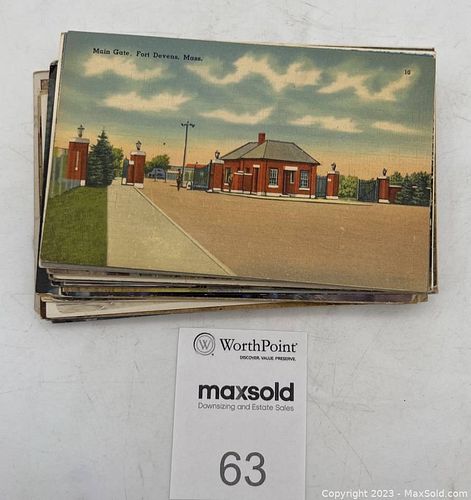 Main Gate, Fort Devens, Mass.
10
WorthPoint
DISCOVER. VALUE. PRESERVE.
maxsold
Downsizing and Estate Sales
63
Copyright 2023 - MaxSold.com